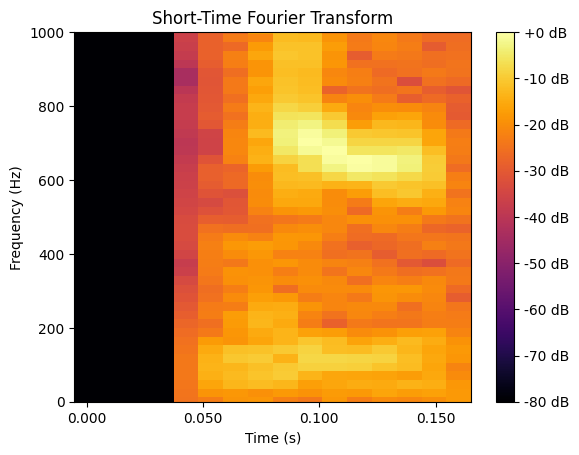 Short-Time Fourier Transform
Frequency (Hz)
1000
800
600
400
200
0
0.000
0.050
0.100
0.150
Time (s)
+0 dB
-10 dB
-20 dB
-30 dB
-40 dB
-50 dB
-60 dB
-70 dB
-80 dB